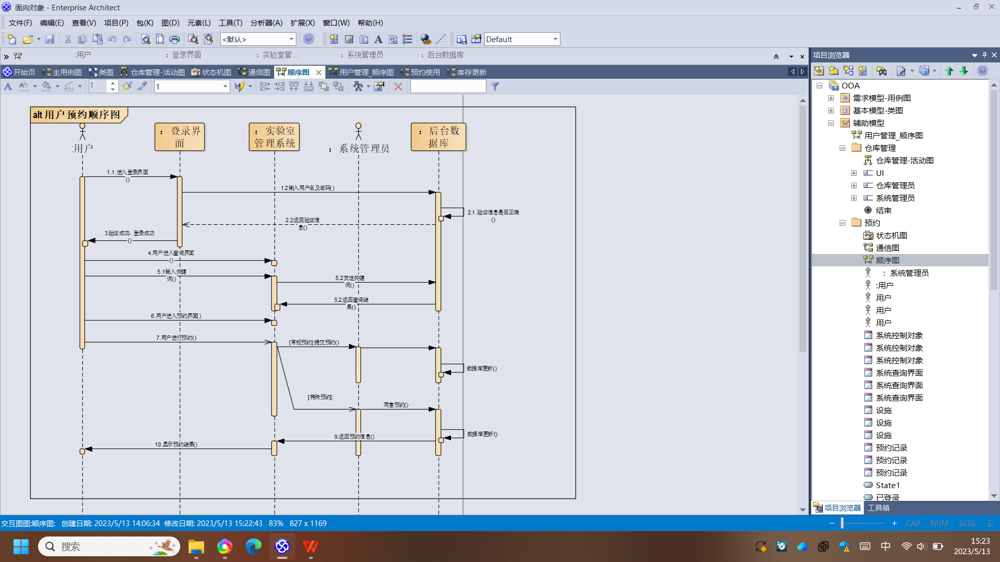 面向对象 - Enterprise Architect
文件(F) 编辑(E) 查看(V) 项目(P) 包(K) 图(D) 元素(L) 工具(T) 分析器(A) 扩展(X) 窗口(W) 帮助(H)
<默认>
Default
:用户 : 登录界面 : 实验室管... : 系统管理员 : 后台数据库
开始页 主用例图 类图 仓库管理-活动图 状态机图 通信图 顺序图 用户管理_顺序图 预约使用 库存更新
1
1
alt 用户预约顺序图
:用户
: 登录界
面
: 实验室
管理系统
: 系统管理员
: 后台数
据库
1.1.进入登录界面
()
1.2输入用户名及密码()
2.1.验证信息是否正确
()
2.2返回验证信
息()
3验证成功，登录成功
()
4.用户进入查询界面
()
5.1输入关键
词()
5.2发送关键
词()
5.2返回查询结
果()
6.用户进入预约界面()
7.用户进行预约()
[常规预约]:提交预约()
数据库更新()
[特殊预约]:
同意预约()
数据库更新()
9.返回预约信息()
10.显示预约结果()
项目浏览器
OOA
需求模型-用例图
基本模型-类图
辅助模型
用户管理_顺序图
仓库管理
仓库管理-活动图
UI
仓库管理员
系统管理员
结束
预约
状态机图
通信图
顺序图
: 系统管理员
:用户
用户
用户
用户
系统控制对象
系统控制对象
系统控制对象
系统查询界面
系统查询界面
系统查询界面
设施
设施
设施
预约记录
预约记录
预约记录
State1
已登录
项目浏览器 工具箱
交互图图:顺序图: 创建日期: 2023/5/13 14:06:34 修改日期: 2023/5/13 15:22:43 83% 827 x 1169
CAP NUM SCRL 云
搜索
中
15:23
2023/5/13